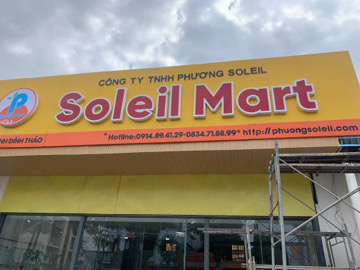 CÔNG TY TNHH PHƯƠNG SOLEIL
Soleil Mart
ĐÌNH THẢO
*Hotline:0914.89.41.29-0834.71.88.99* http://phuongsoleil.com